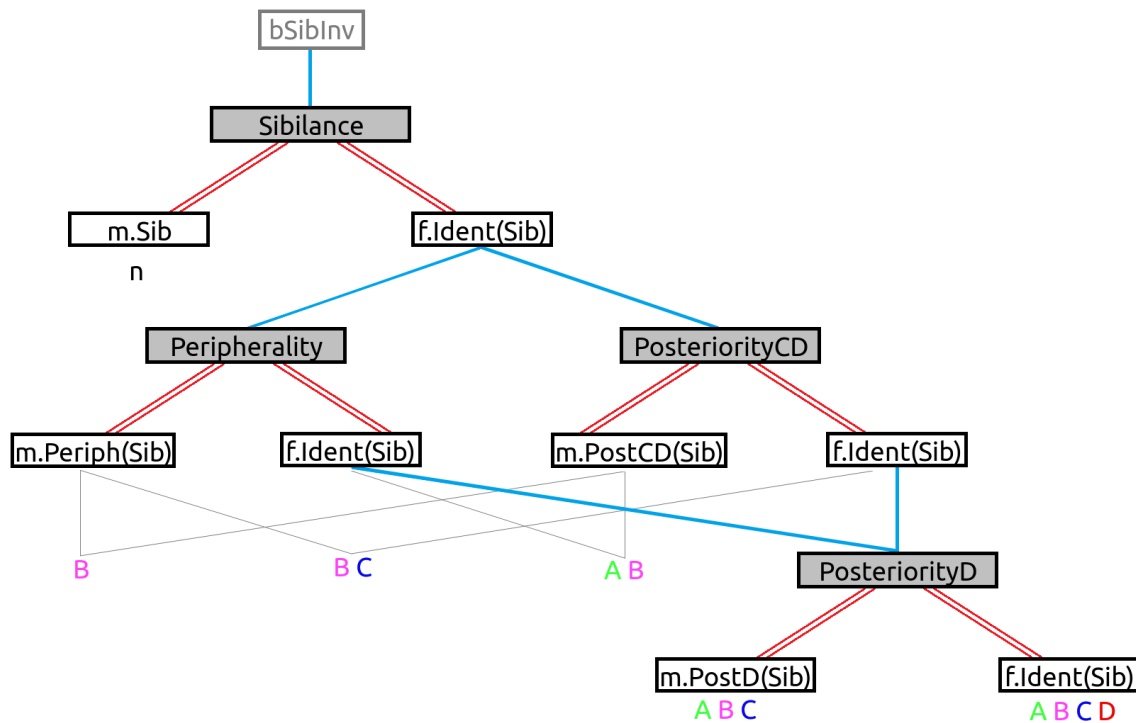 bSibInv
Sibilance
m.Sib f.Ident(Sib)
n
Peripherality PosteriorityCD
m.Periph(Sib) f.Ident(Sib) m.PostCD(Sib) f.Ident(Sib)
B B C A B PosteriorityD
m.PostD(Sib) f.Ident(Sib)
A B C A B C D